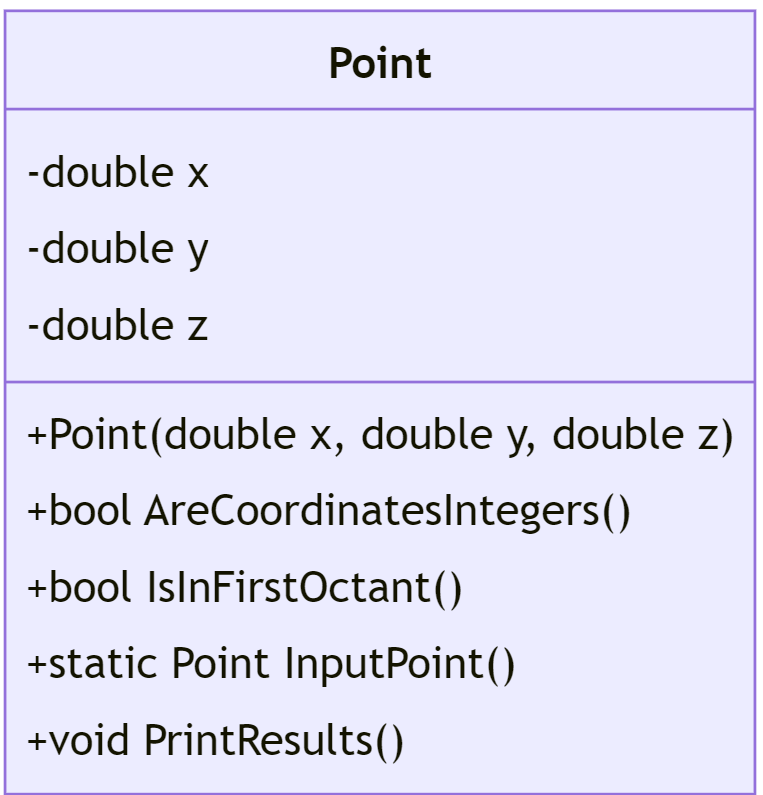 Point
-double x
-double y
-double z
+Point(double x, double y, double z)
+bool AreCoordinatesIntegers()
+bool IsInFirstOctant()
+static Point InputPoint()
+void PrintResults()